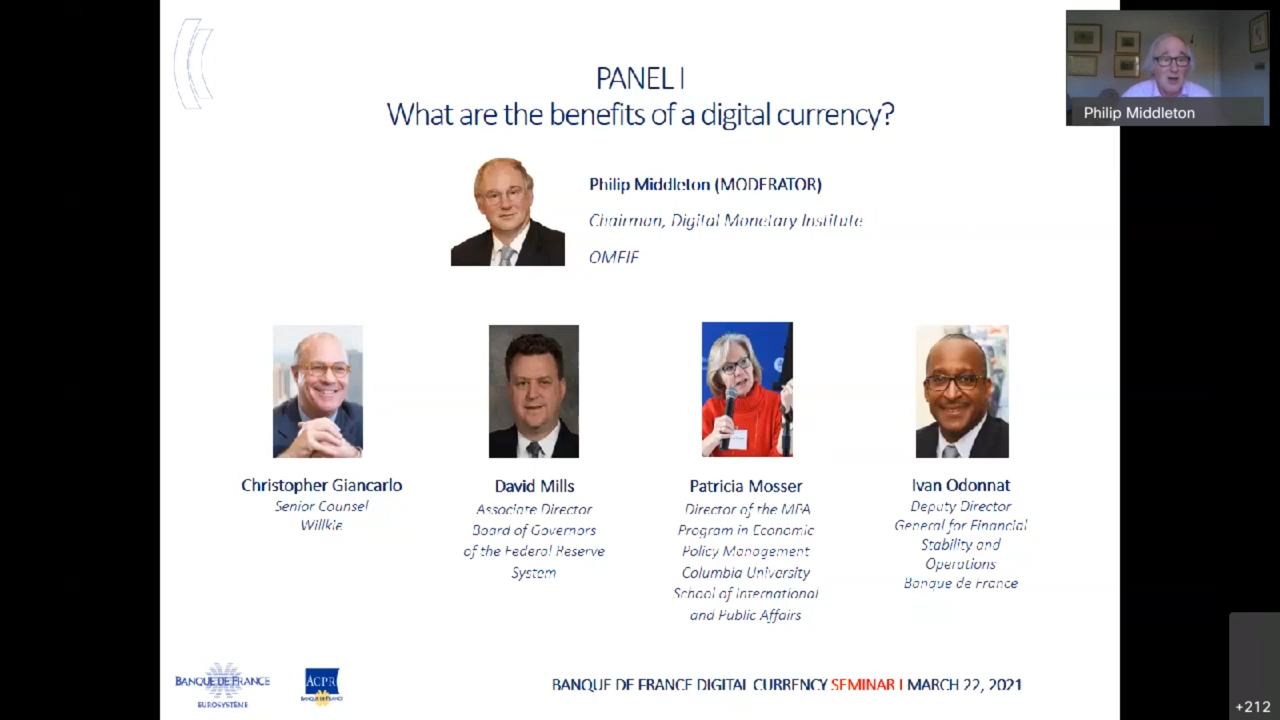 PANEL I
What are the benefits of a digital currency?
Philip Middleton
Philip Middleton (MODERATOR)
Chairman, Digital Monetary Institute
OMFIF
Christopher Giancarlo
Senior Counsel
Willkie
David Mills
Associate Director
Board of Governors
of the Federal Reserve
System
Patricia Mosser
Director of the MPA
Program in Economic
Policy Management
Columbia University
School of International
and Public Affairs
Ivan Odonnat
Deputy Director
General for Financial
Stability and
Operations
Banque de France
BANQUE DE FRANCE
EUROSYSTÈME
ACPR
BANQUE DE FRANCE
BANQUE DE FRANCE DIGITAL CURRENCY SEMINAR I MARCH 22, 2021
+212